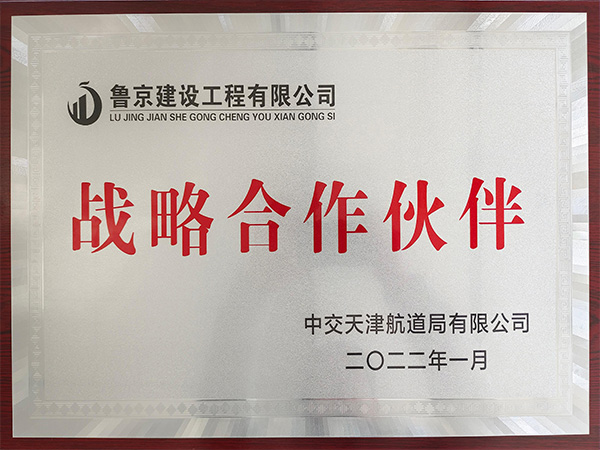 鲁京建设工程有限公司
LU JING JIAN SHE GONG CHENG YOU XIAN GONG SI
战略合作伙伴
中交天津航道局有限公司
二〇二二年一月